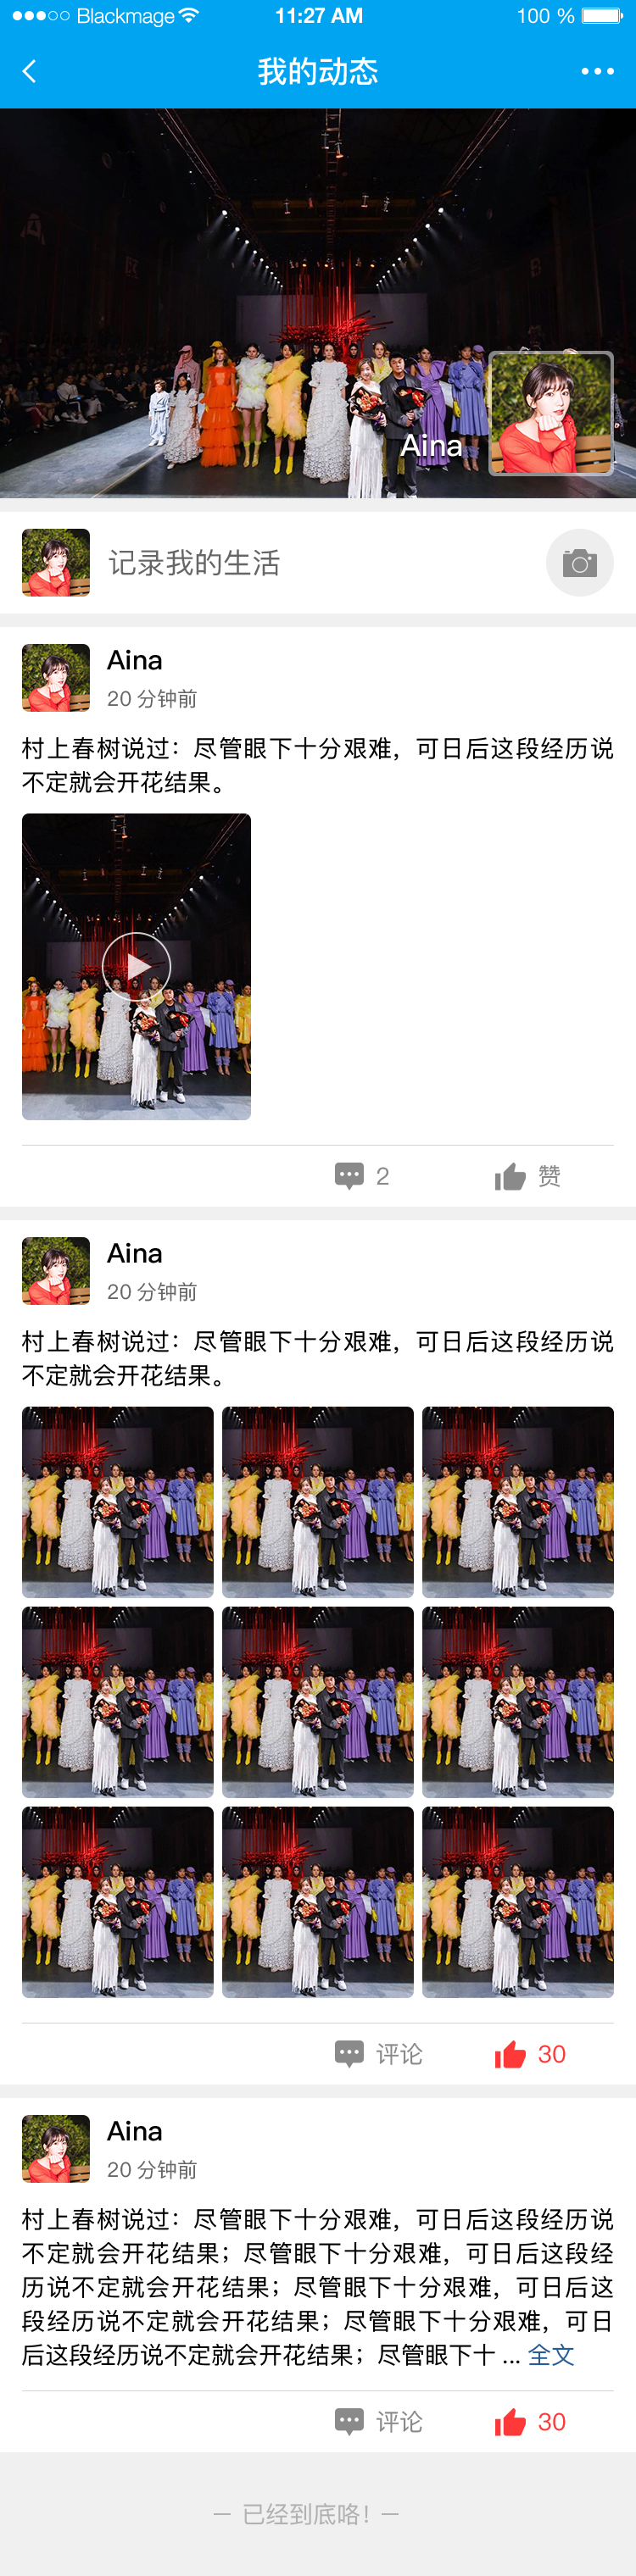 Blackmage 11:27 AM 100 %
我的动态
Aina
记录我的生活
Aina
20 分钟前
村上春树说过：尽管眼下十分艰难，可日后这段经历说
不定就会开花结果。
2 赞
Aina
20 分钟前
村上春树说过：尽管眼下十分艰难，可日后这段经历说
不定就会开花结果。
评论 30
Aina
20 分钟前
村上春树说过：尽管眼下十分艰难，可日后这段经历说
不定就会开花结果；尽管眼下十分艰难，可日后这段经
历说不定就会开花结果；尽管眼下十分艰难，可日后这
段经历说不定就会开花结果；尽管眼下十分艰难，可日
后这段经历说不定就会开花结果；尽管眼下十 ... 全文
评论 30
— 已经到底咯！—